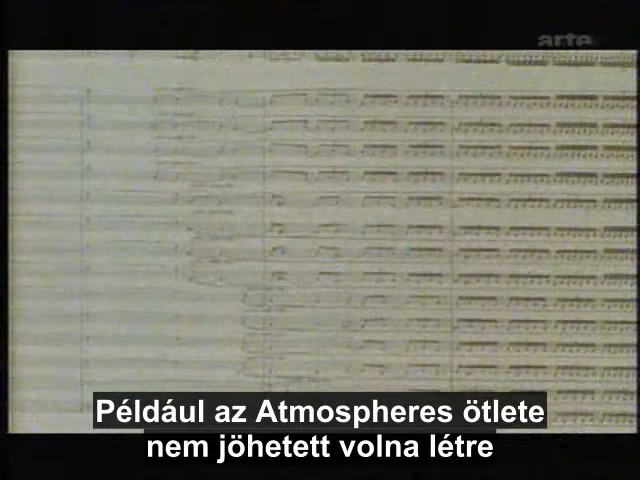 arte
Például az Atmospheres ötlete
nem jöhetett volna létre